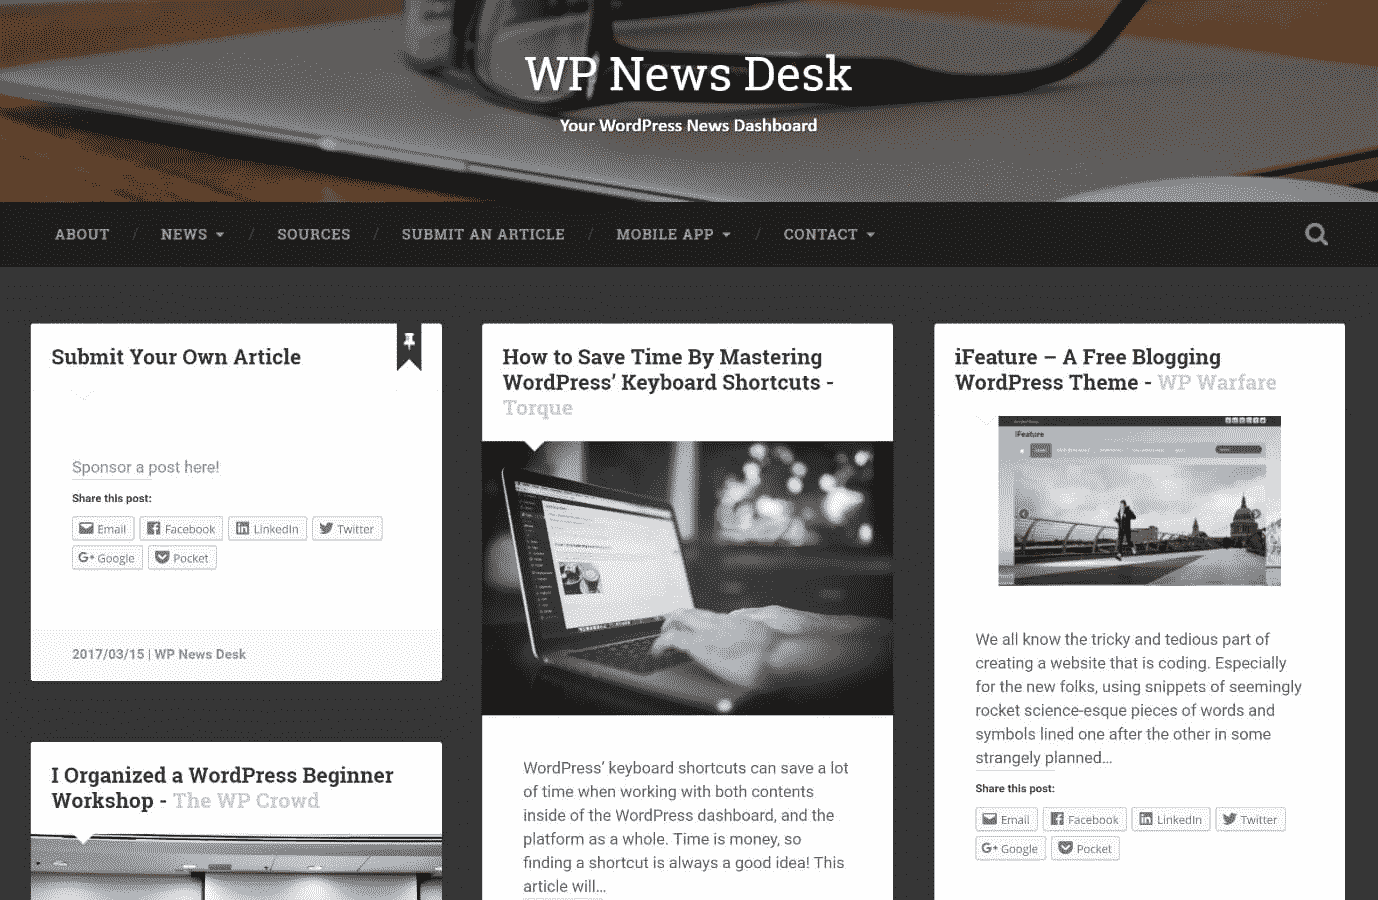 WP News Desk
Your WordPress News Dashboard
ABOUT / NEWS / SOURCES / SUBMIT AN ARTICLE / MOBILE APP / CONTACT
Submit Your Own Article
Sponsor a post here!
Share this post:
Email Facebook LinkedIn Twitter
Google Pocket
2017/03/15 | WP News Desk
I Organized a WordPress Beginner
Workshop - The WP Crowd
How to Save Time By Mastering
WordPress’ Keyboard Shortcuts -
Torque
WordPress’ keyboard shortcuts can save a lot
of time when working with both contents
inside of the WordPress dashboard, and the
platform as a whole. Time is money, so
finding a shortcut is always a good idea! This
article will...
iFeature – A Free Blogging
WordPress Theme - WP Warfare
iFeature
We all know the tricky and tedious part of
creating a website that is coding. Especially
for the new folks, using snippets of seemingly
rocket science-esque pieces of words and
symbols lined one after the other in some
strangely planned...
Share this post:
Email Facebook LinkedIn Twitter
Google Pocket